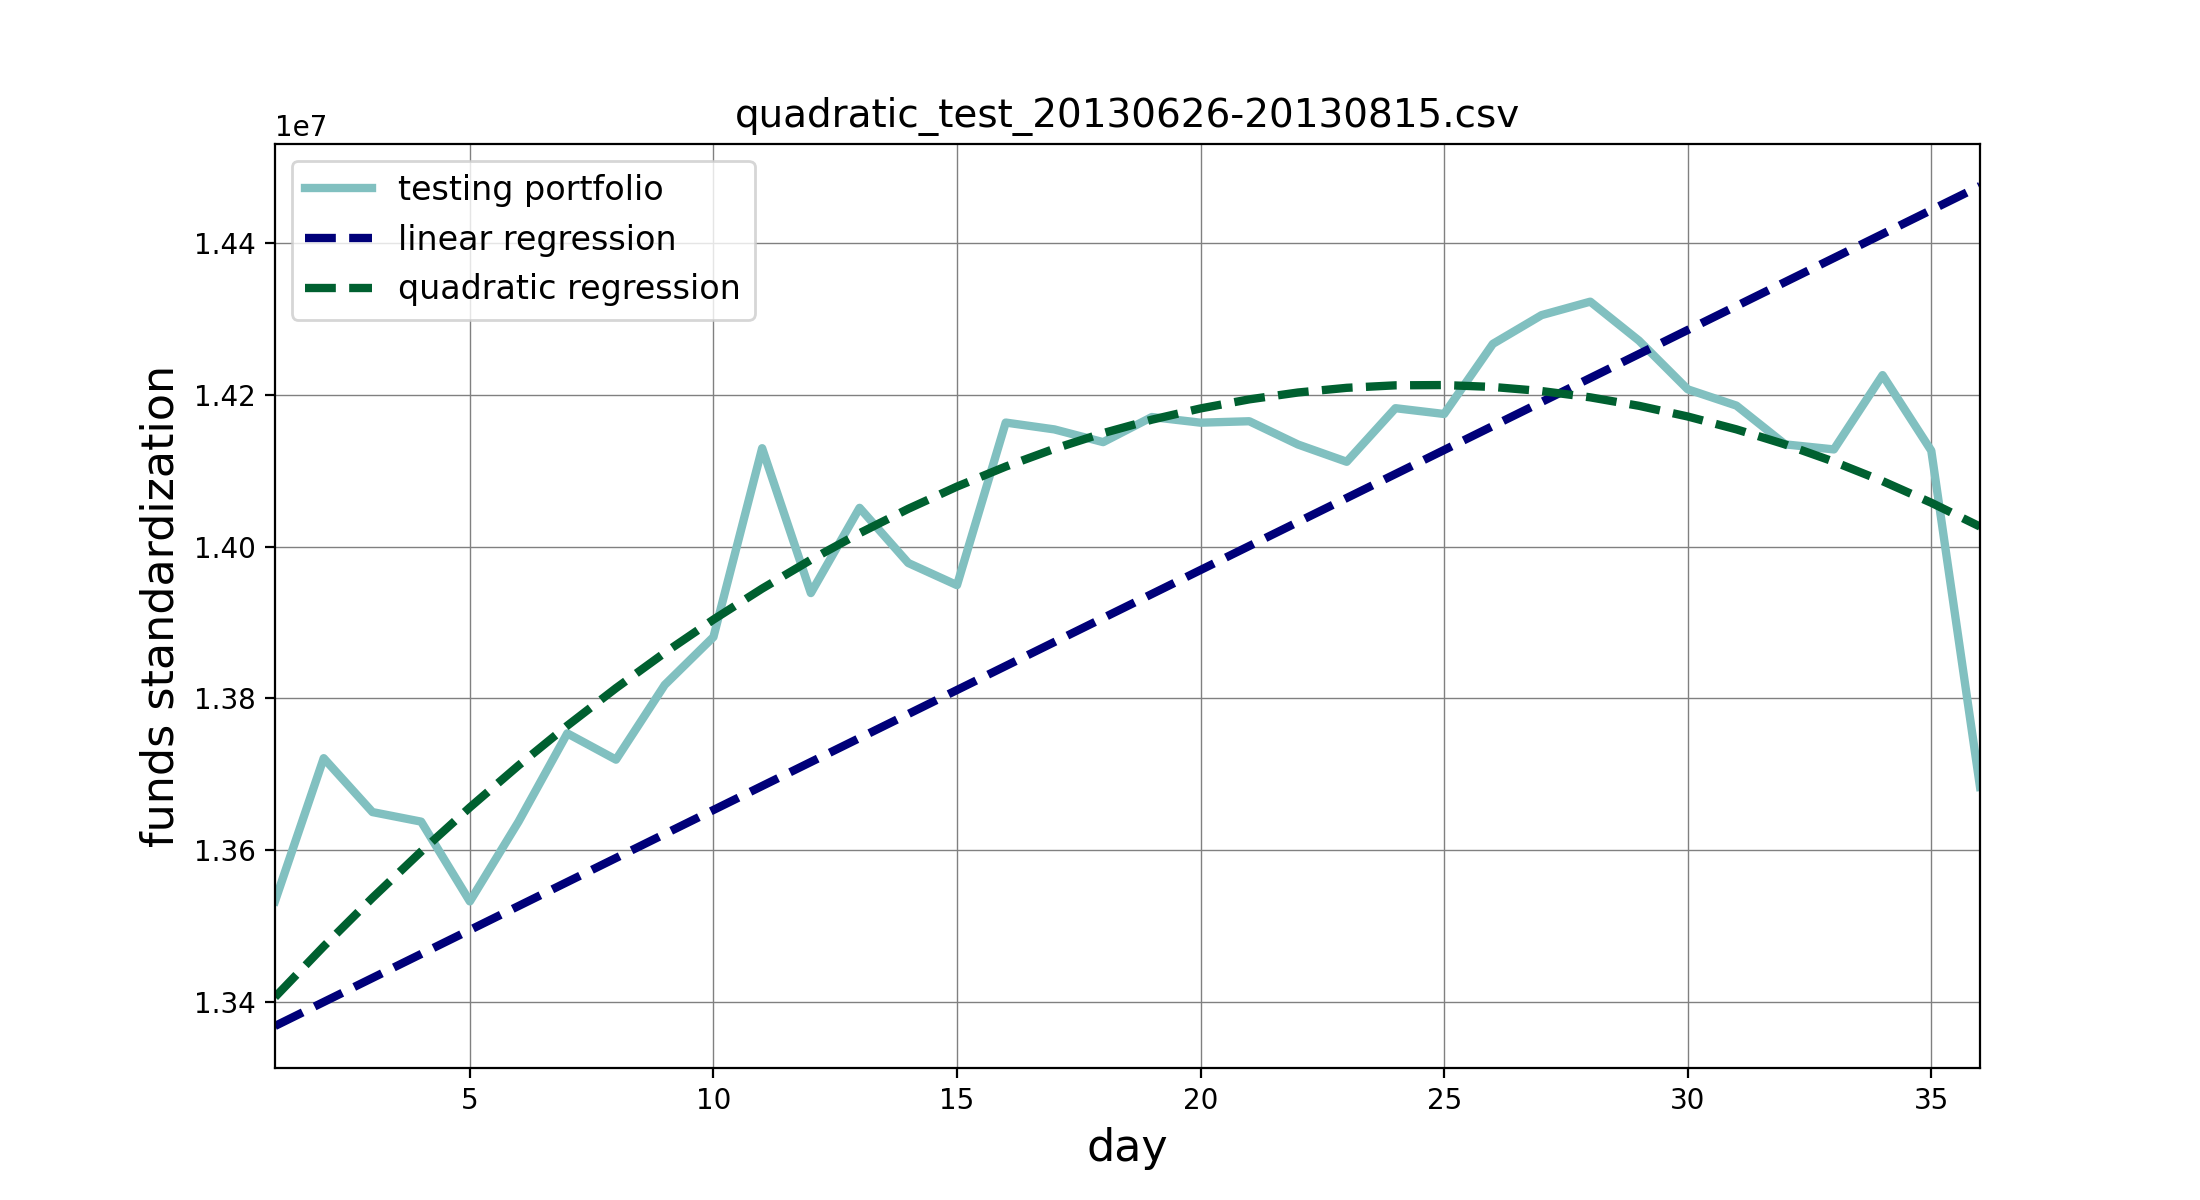 quadratic_test_20130626-20130815.csv
1e7
testing portfolio
linear regression
quadratic regression
1.44
1.42
1.40
1.38
1.36
1.34
funds standardization
5 10 15 20 25 30 35
day